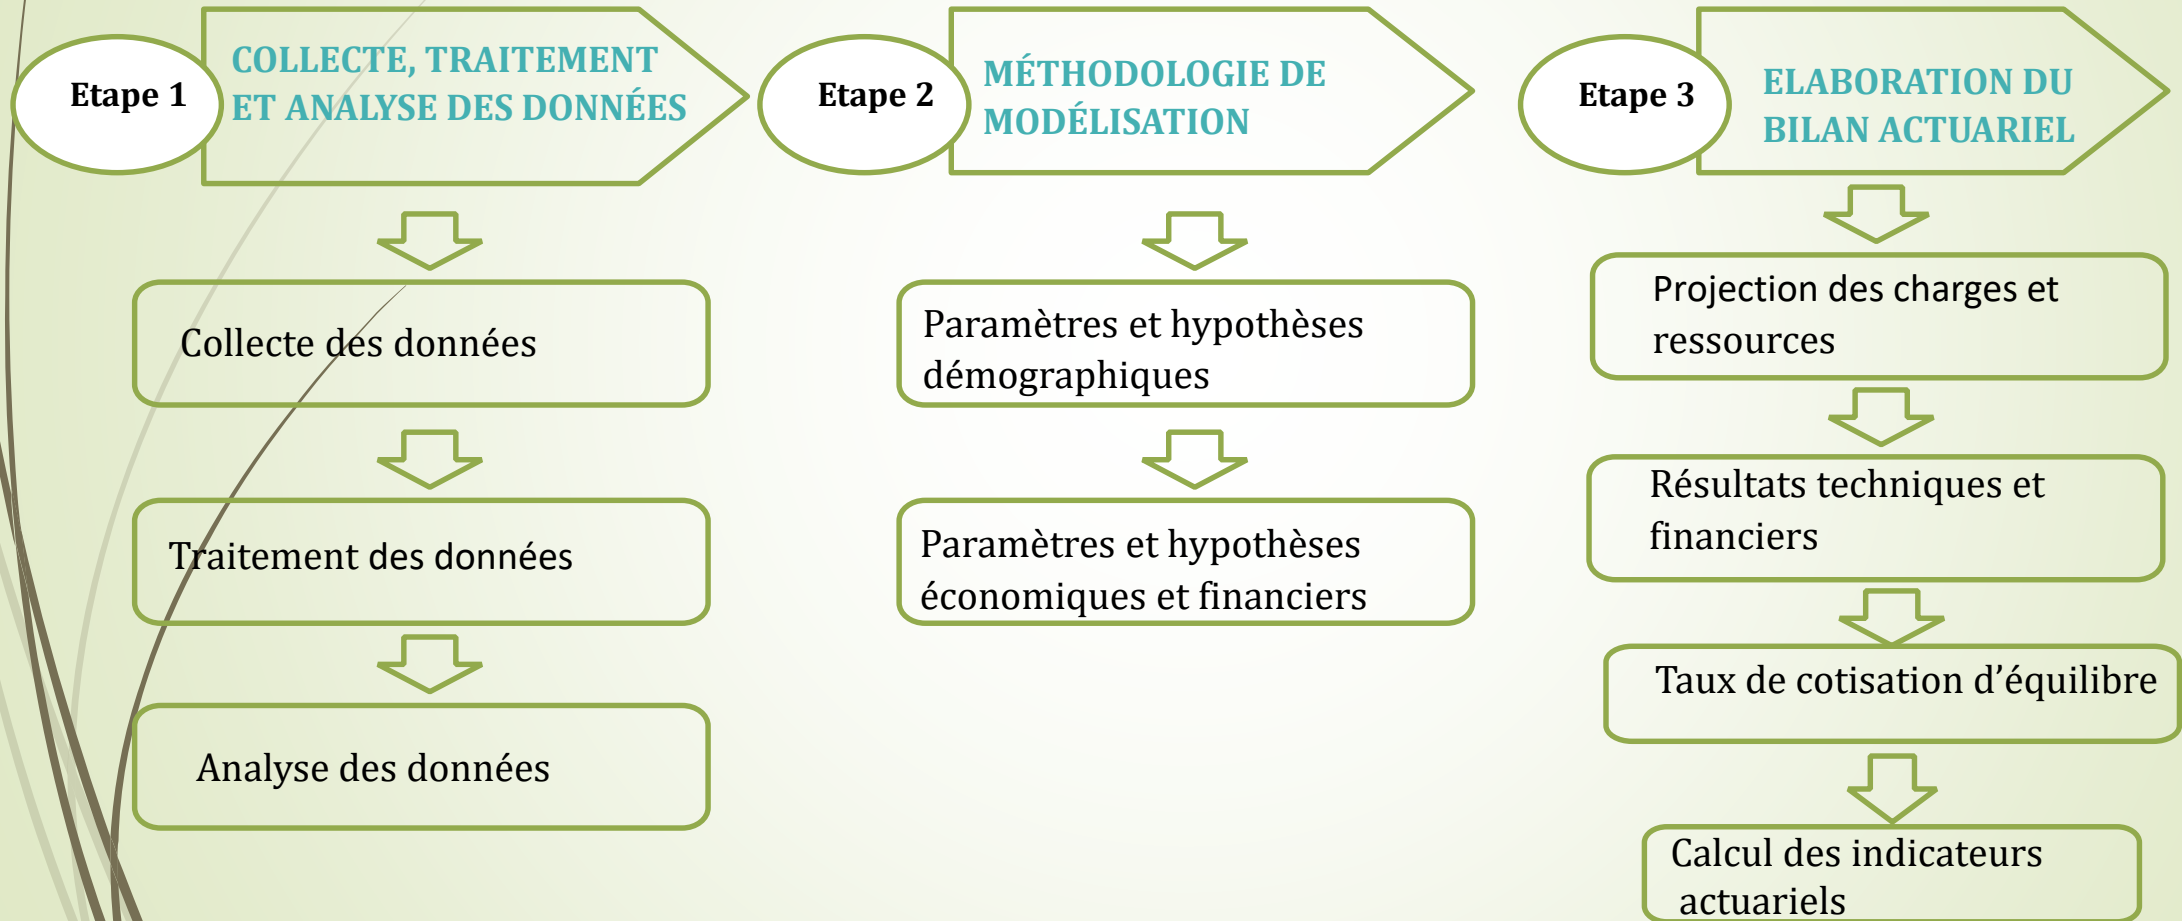 Etape 1
COLLECTE, TRAITEMENT
ET ANALYSE DES DONNÉES
Collecte des données
Traitement des données
Analyse des données
Etape 2
MÉTHODOLOGIE DE
MODÉLISATION
Paramètres et hypothèses
démographiques
Paramètres et hypothèses
économiques et financiers
Etape 3
ELABORATION DU
BILAN ACTUARIEL
Projection des charges et
ressources
Résultats techniques et
financiers
Taux de cotisation d’équilibre
Calcul des indicateurs
actuariels